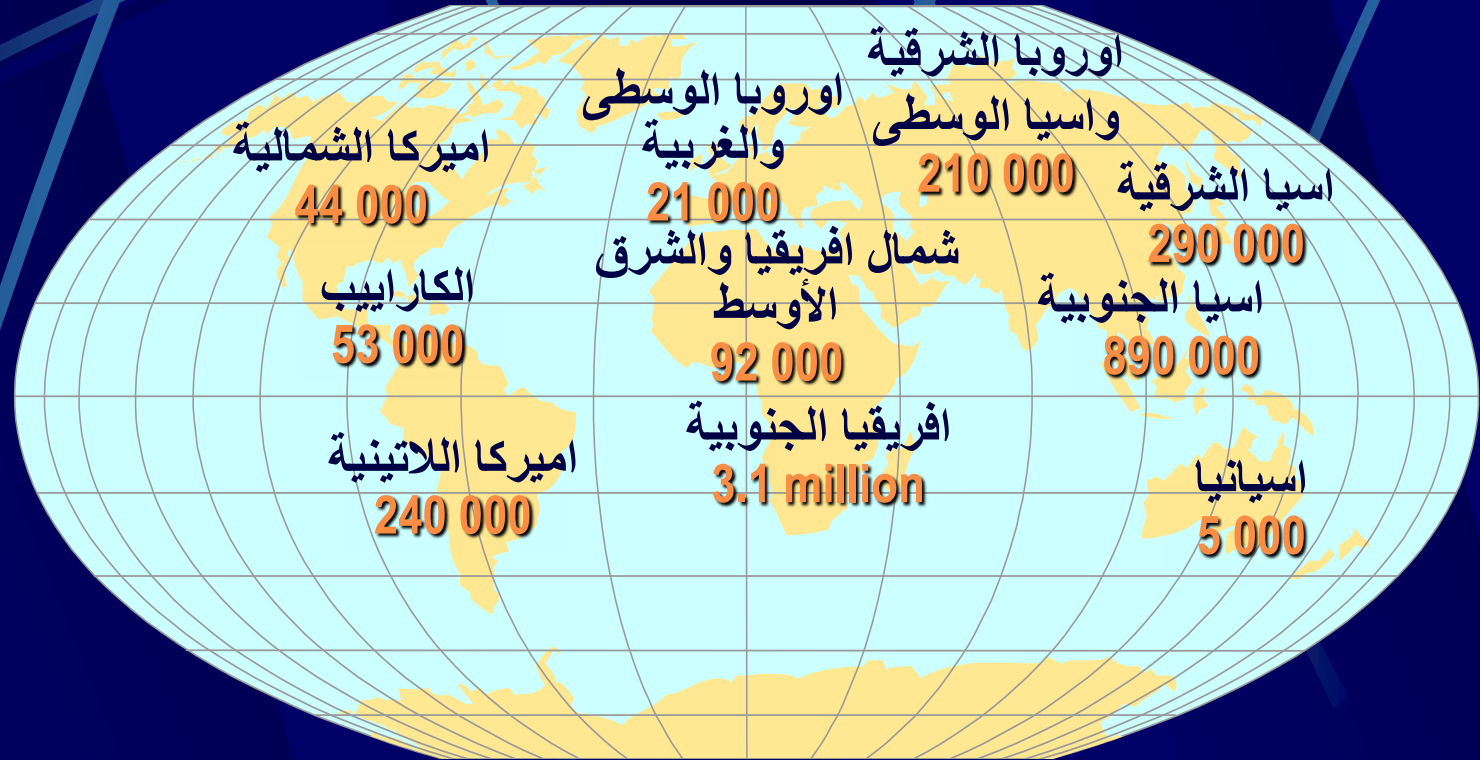 اوروبا الشرقية
واسيا الوسطى
210 000
اوروبا الوسطى
والغربية
21 000
اميركا الشمالية
44 000
اسيا الشرقية
290 000
شمال افريقيا والشرق
الأوسط
92 000
الكاراييب
53 000
اسيا الجنوبية
890 000
افريقيا الجنوبية
3.1 million
اميركا اللاتينية
240 000
اسيانيا
5 000